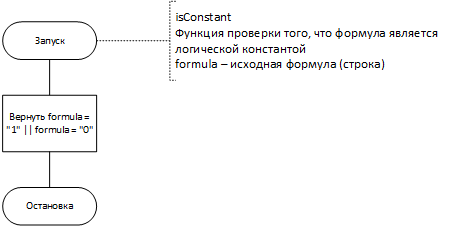 Запуск
isConstant
Функция проверки того, что формула является
логической константой
formula – исходная формула (строка)
Вернуть formula =
"1" || formula = "0"
Остановка